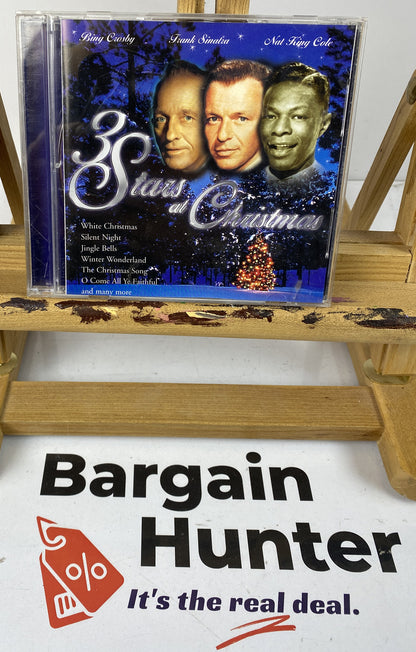 Bing Crosby Frank Sinatra Nat King Cole
3
Stars at Christmas
White Christmas
Silent Night
Jingle Bells
Winter Wonderland
The Christmas Song
O Come All Ye Faithful
and many more
Bargain
Hunter
%
It's the real deal.